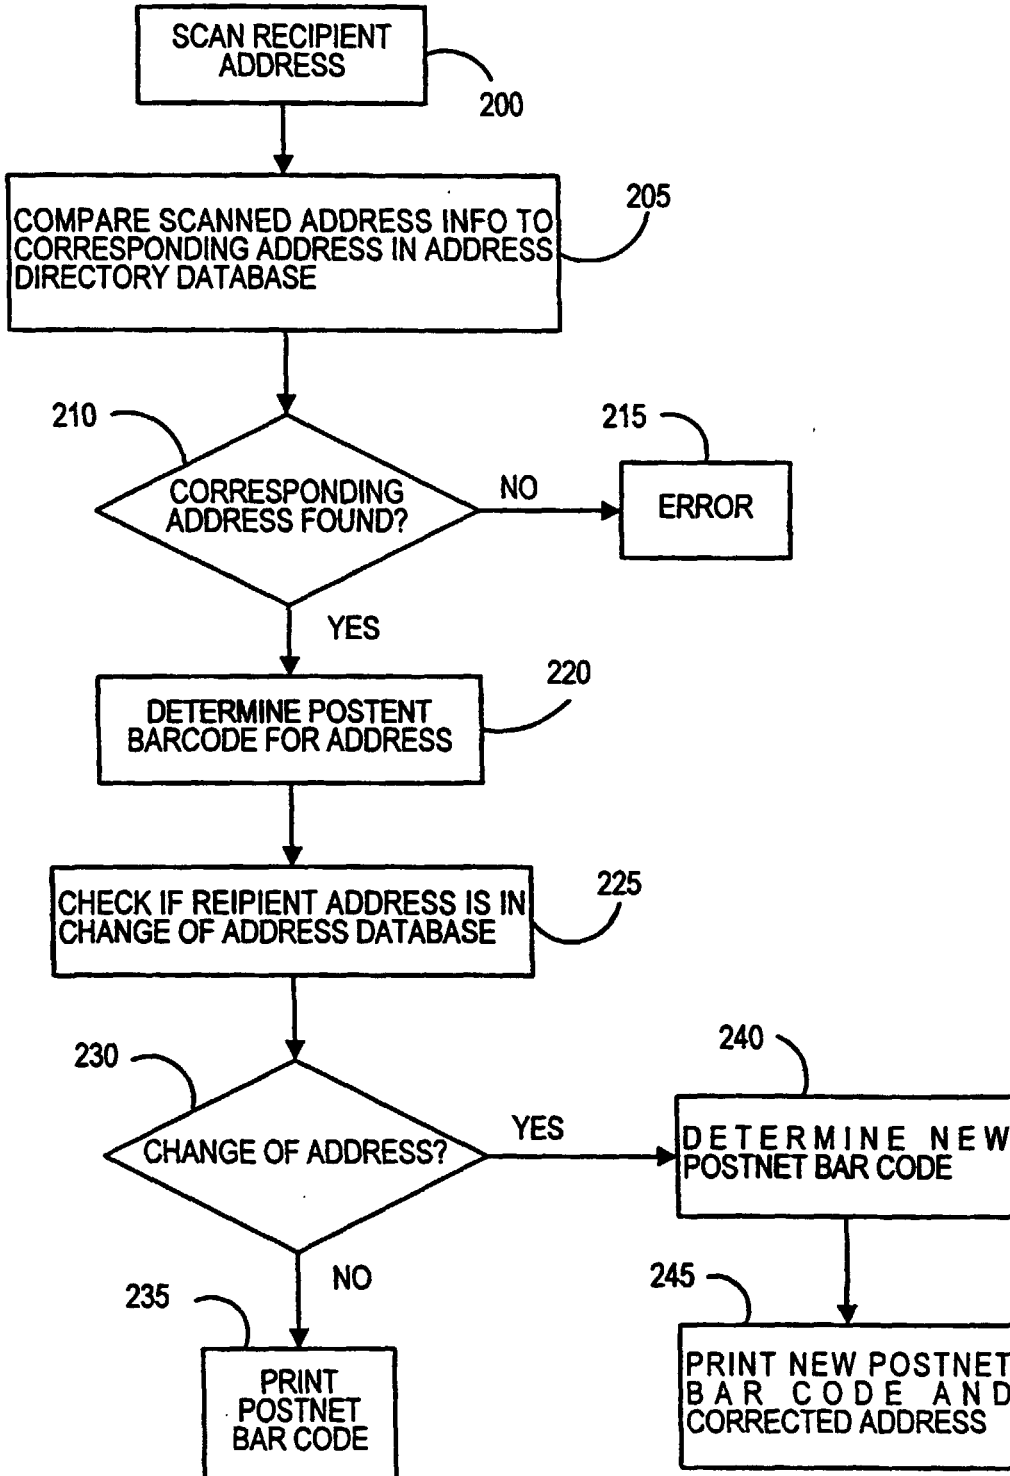 SCAN RECIPIENT
ADDRESS
200
205
COMPARE SCANNED ADDRESS INFO TO
CORRESPONDING ADDRESS IN ADDRESS
DIRECTORY DATABASE
210
215
CORRESPONDING
ADDRESS FOUND?
NO
ERROR
YES
220
DETERMINE POSTENT
BARCODE FOR ADDRESS
225
CHECK IF REIPIENT ADDRESS IS IN
CHANGE OF ADDRESS DATABASE
230
240
CHANGE OF ADDRESS?
YES
DETERMINE NEW
POSTNET BAR CODE
NO
235
245
PRINT
POSTNET
BAR CODE
PRINT NEW POSTNET
BAR CODE AND
CORRECTED ADDRESS